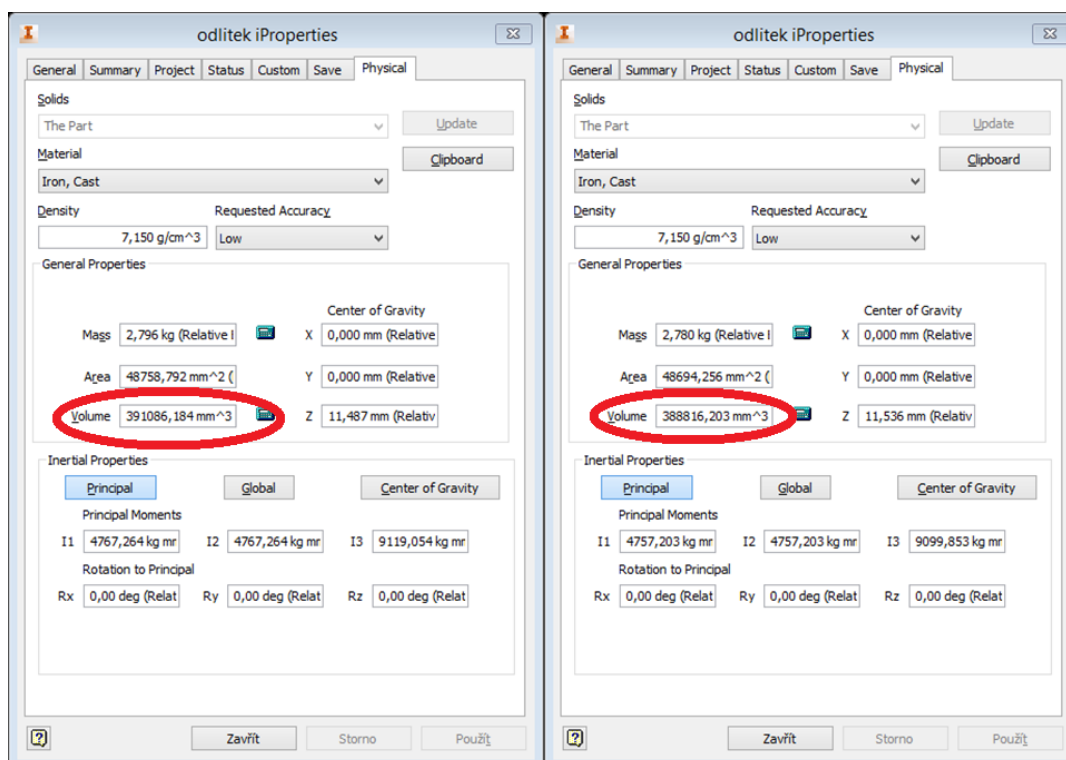 odlitek iProperties
General Summary Project Status Custom Save Physical
Solids
The Part
Update
Material
Clipboard
Iron, Cast
Density Requested Accuracy
7,150 g/cm^3 Low
General Properties
Center of Gravity
Mass 2,796 kg (Relative X 0,000 mm (Relative
Area 48758,792 mm^2 ( Y 0,000 mm (Relative
Volume 391086,184 mm^3 Z 11,487 mm (Relativ
Inertial Properties
Principal Global Center of Gravity
Principal Moments
I1 4767,264 kg mr I2 4767,264 kg mr I3 9119,054 kg mr
Rotation to Principal
Rx 0,00 deg (Relat Ry 0,00 deg (Relat Rz 0,00 deg (Relat
Zavřít Storno Použít
odlitek iProperties
General Summary Project Status Custom Save Physical
Solids
The Part
Update
Material
Clipboard
Iron, Cast
Density Requested Accuracy
7,150 g/cm^3 Low
General Properties
Center of Gravity
Mass 2,780 kg (Relative X 0,000 mm (Relative
Area 48694,256 mm^2 ( Y 0,000 mm (Relative
Volume 388816,203 mm^3 Z 11,536 mm (Relativ
Inertial Properties
Principal Global Center of Gravity
Principal Moments
I1 4757,203 kg mr I2 4757,203 kg mr I3 9099,853 kg mr
Rotation to Principal
Rx 0,00 deg (Relat Ry 0,00 deg (Relat Rz 0,00 deg (Relat
Zavřít Storno Použít